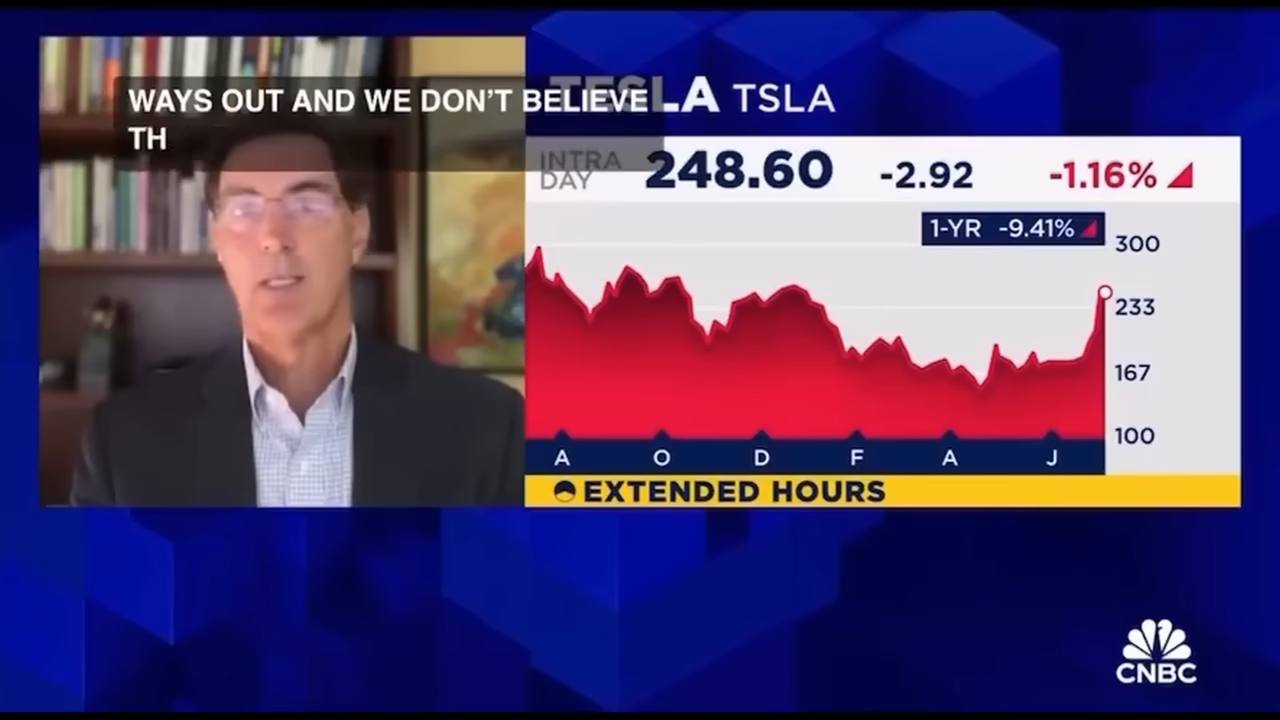 WAYS OUT AND WE DON'T BELIEVE
TH
TESLA TSLA
INTRA
DAY
248.60 -2.92 -1.16%
1-YR -9.41%
300
233
167
100
A O D F A J
EXTENDED HOURS
CNBC